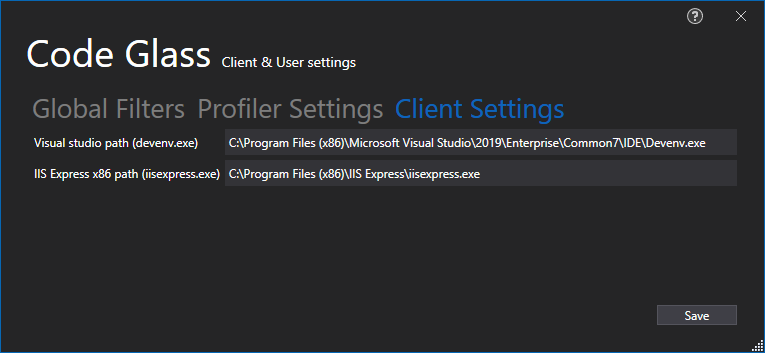 Code Glass Client & User settings
Global Filters Profiler Settings Client Settings
Visual studio path (devenv.exe) C:\Program Files (x86)\Microsoft Visual Studio\2019\Enterprise\Common7\IDE\Devenv.exe
IIS Express x86 path (iisexpress.exe) C:\Program Files (x86)\IIS Express\iisexpress.exe
Save